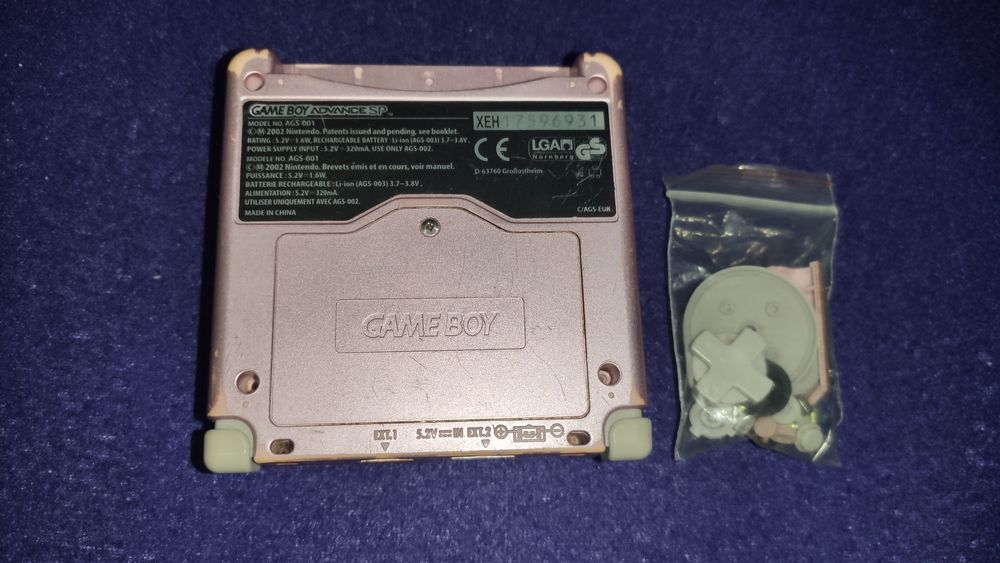 GAME BOY ADVANCE SP™
MODEL NO. AGS-001
©Ⓜ 2002 Nintendo. Patents issued and pending, see booklet.
RATING : 5.2V⎓1.6W, RECHARGEABLE BATTERY : Li-ion (AGS-003) 3.7~3.8V,
POWER SUPPLY INPUT : 5.2V⎓320mA, USE ONLY AGS-002.
MODELE NO. AGS-001
©Ⓜ 2002 Nintendo. Brevets émis et en cours, voir manuel.
PUISSANCE : 5.2V⎓1.6W,
BATTERIE RECHARGEABLE : Li-ion (AGS-003) 3.7~3.8V,
ALIMENTATION : 5.2V⎓320mA.
UTILISER UNIQUEMENT AVEC AGS-002.
MADE IN CHINA
XEH17596931
CE
LGA
Nürnberg
GS
D-63760 Großostheim
C/AGS-EUR
GAME BOY
EXT.1 5.2V⎓IN EXT.2